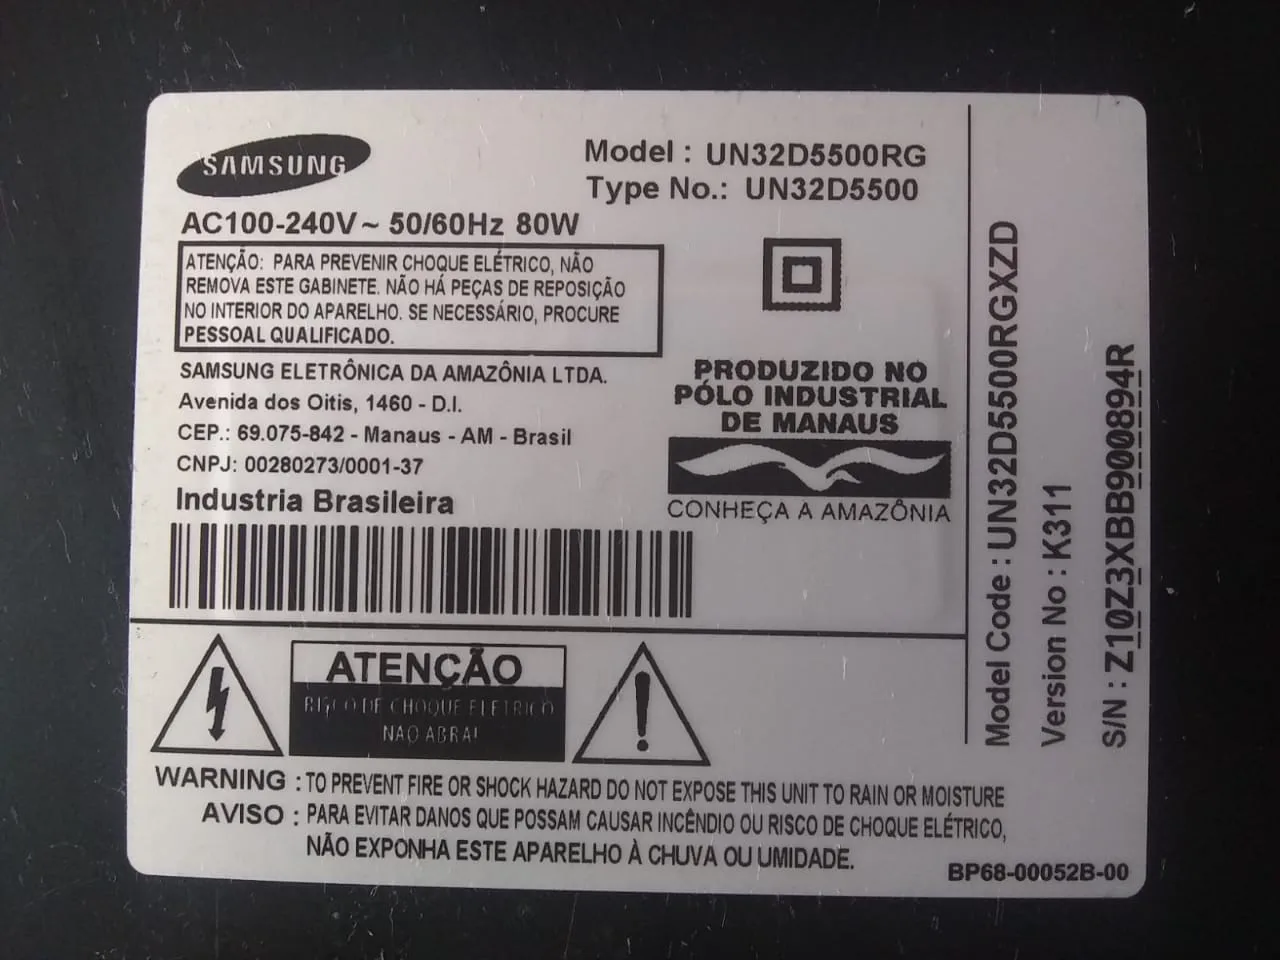 SAMSUNG
Model : UN32D5500RG
Type No.: UN32D5500
AC100-240V ~ 50/60Hz 80W
ATENÇÃO: PARA PREVENIR CHOQUE ELÉTRICO, NÃO
REMOVA ESTE GABINETE. NÃO HÁ PEÇAS DE REPOSIÇÃO
NO INTERIOR DO APARELHO. SE NECESSÁRIO, PROCURE
PESSOAL QUALIFICADO.
SAMSUNG ELETRÔNICA DA AMAZÔNIA LTDA.
Avenida dos Oitis, 1460 - D.I.
CEP.: 69.075-842 - Manaus - AM - Brasil
CNPJ: 00280273/0001-37
Industria Brasileira
PRODUZIDO NO
PÓLO INDUSTRIAL
DE MANAUS
CONHEÇA A AMAZÔNIA
Model Code : UN32D5500RGXZD
Version No : K311
S/N : Z10Z3XBB900894R
ATENÇÃO
RISCO DE CHOQUE ELETRICO
NAO ABRA!
WARNING : TO PREVENT FIRE OR SHOCK HAZARD DO NOT EXPOSE THIS UNIT TO RAIN OR MOISTURE
AVISO : PARA EVITAR DANOS QUE POSSAM CAUSAR INCÊNDIO OU RISCO DE CHOQUE ELÉTRICO,
NÃO EXPONHA ESTE APARELHO À CHUVA OU UMIDADE.
BP68-00052B-00